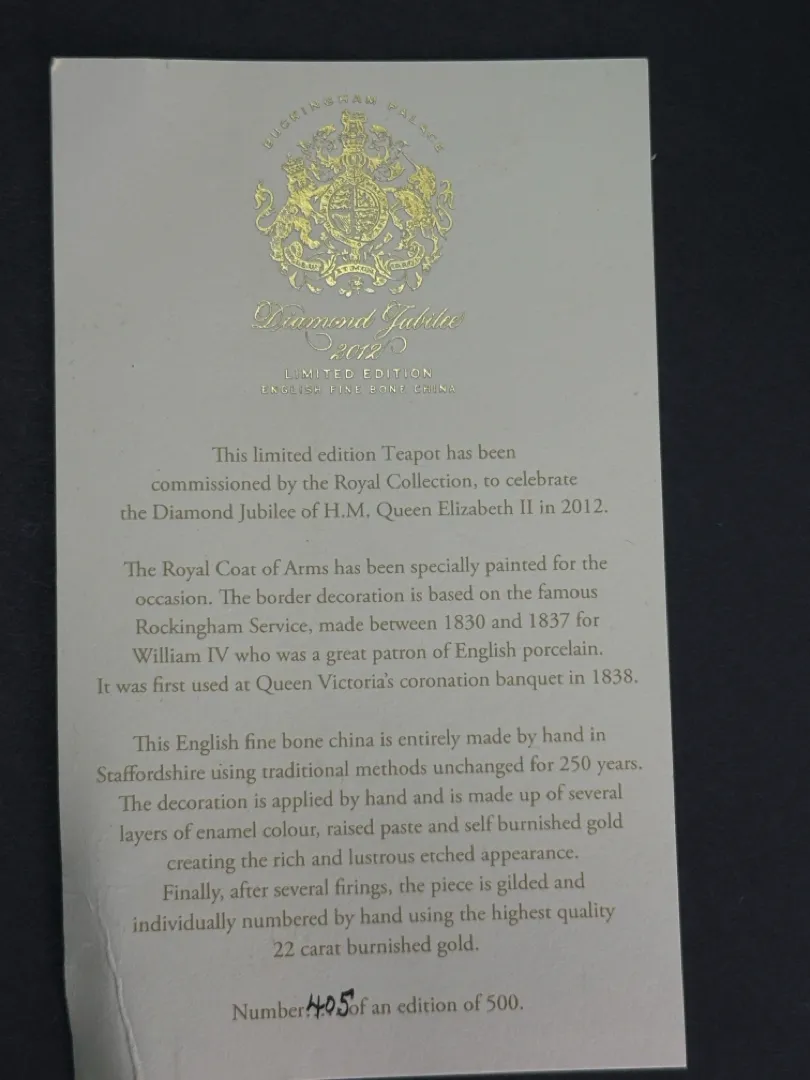 BUCKINGHAM PALACE
Diamond Jubilee
2012
LIMITED EDITION
ENGLISH FINE BONE CHINA
This limited edition Teapot has been
commissioned by the Royal Collection, to celebrate
the Diamond Jubilee of H.M. Queen Elizabeth II in 2012.
The Royal Coat of Arms has been specially painted for the
occasion. The border decoration is based on the famous
Rockingham Service, made between 1830 and 1837 for
William IV who was a great patron of English porcelain.
It was first used at Queen Victoria's coronation banquet in 1838.
This English fine bone china is entirely made by hand in
Staffordshire using traditional methods unchanged for 250 years.
The decoration is applied by hand and is made up of several
layers of enamel colour, raised paste and self burnished gold
creating the rich and lustrous etched appearance.
Finally, after several firings, the piece is gilded and
individually numbered by hand using the highest quality
22 carat burnished gold.
Number 405 of an edition of 500.